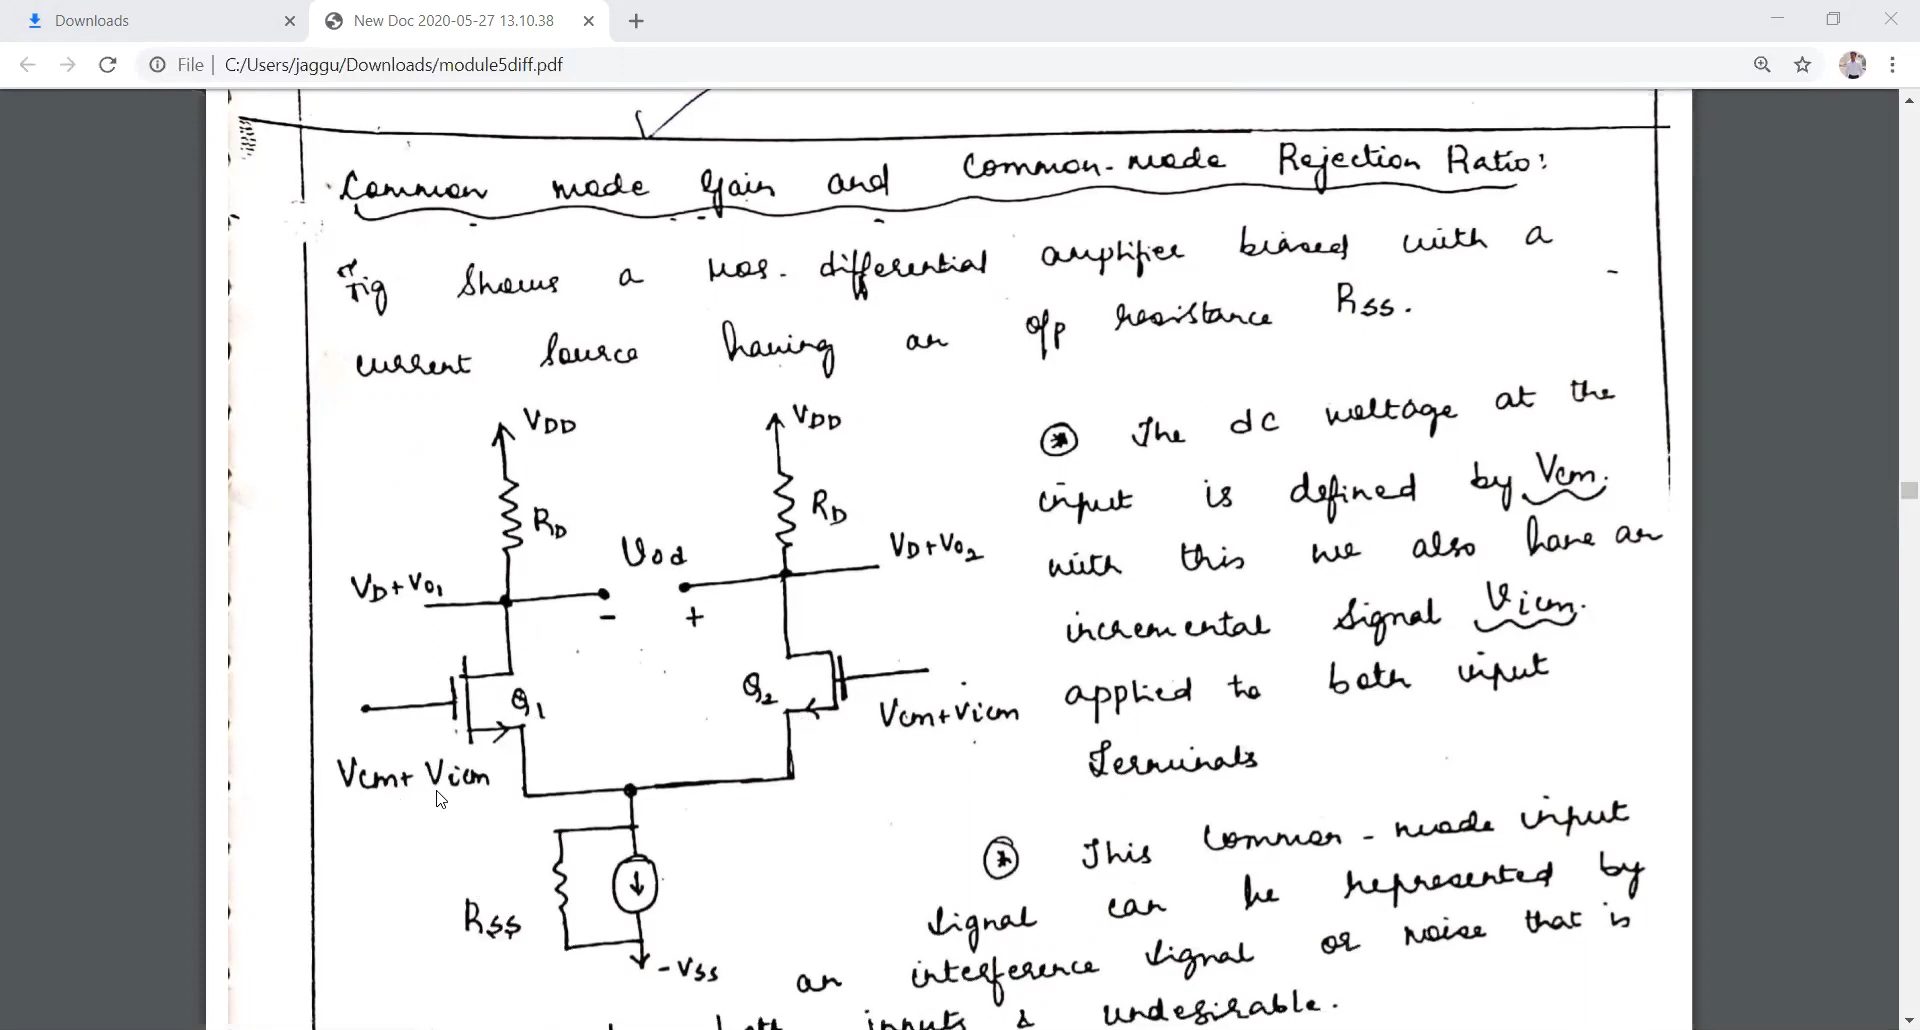 Downloads
New Doc 2020-05-27 13.10.38
File | C:/Users/jaggu/Downloads/module5diff.pdf
Common mode gain and Common-mode Rejection Ratio:
Fig shows a MOS. differential amplifier biased with a
current source having an o/p resistance RSS.
VDD
VDD
RD
RD
VD+Vo1
Vod
VD+Vo2
-
+
Q1
Q2
VCM+Vicm
VCM+Vicm
RSS
-VSS
* The dc voltage at the
input is defined by Vcm.
with this we also have an
incremental signal Vicm.
applied to both input
Terminals
* This common-mode input
signal can be represented by
an interference signal or noise that is
both inputs & undesirable.